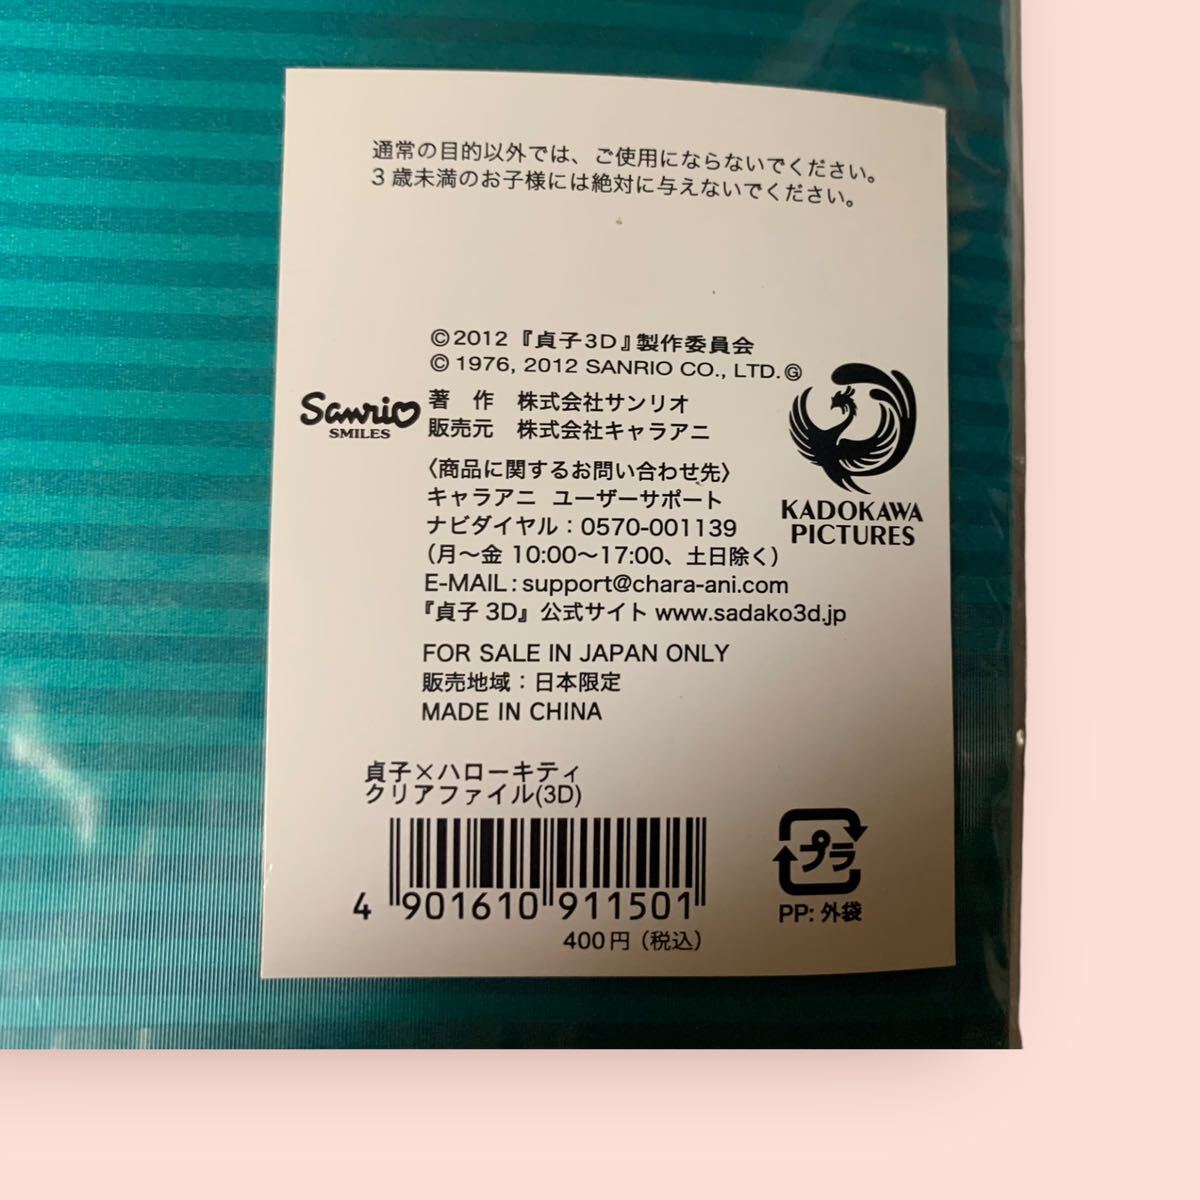 通常の目的以外では、ご使用にならないでください。
3歳未満のお子様には絶対に与えないでください。
©2012『貞子3D』製作委員会
© 1976, 2012 SANRIO CO., LTD. Ⓖ
Sanrio
SMILES
著　作　株式会社サンリオ
販売元　株式会社キャラアニ
KADOKAWA
PICTURES
〈商品に関するお問い合わせ先〉
キャラアニ ユーザーサポート
ナビダイヤル：0570-001139
（月～金 10:00～17:00、土日除く）
E-MAIL : support@chara-ani.com
『貞子 3D』公式サイト www.sadako3d.jp
FOR SALE IN JAPAN ONLY
販売地域：日本限定
MADE IN CHINA
貞子×ハローキティ
クリアファイル(3D)
4 901610 911501
400円（税込）
プラ
PP: 外袋